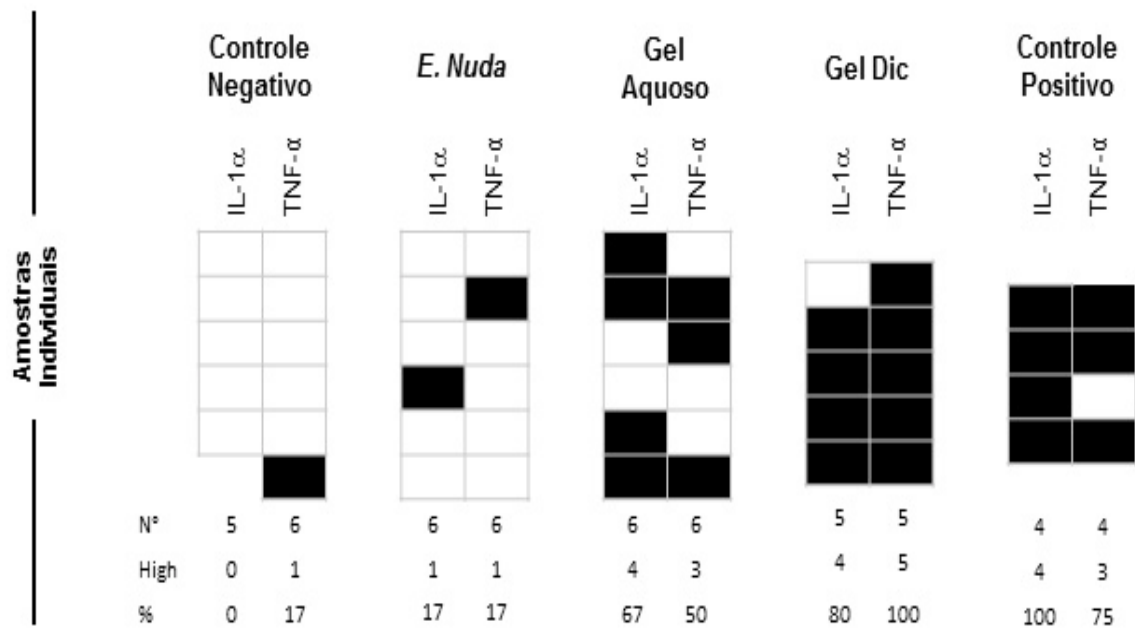 Controle Negativo
E. Nuda
Gel Aquoso
Gel Dic
Controle Positivo
IL-1α TNF-α IL-1α TNF-α IL-1α TNF-α IL-1α TNF-α IL-1α TNF-α
Amostras Individuais
N° 5 6 6 6 6 6 5 5 4 4
High 0 1 1 1 4 3 4 5 4 3
% 0 17 17 17 67 50 80 100 100 75